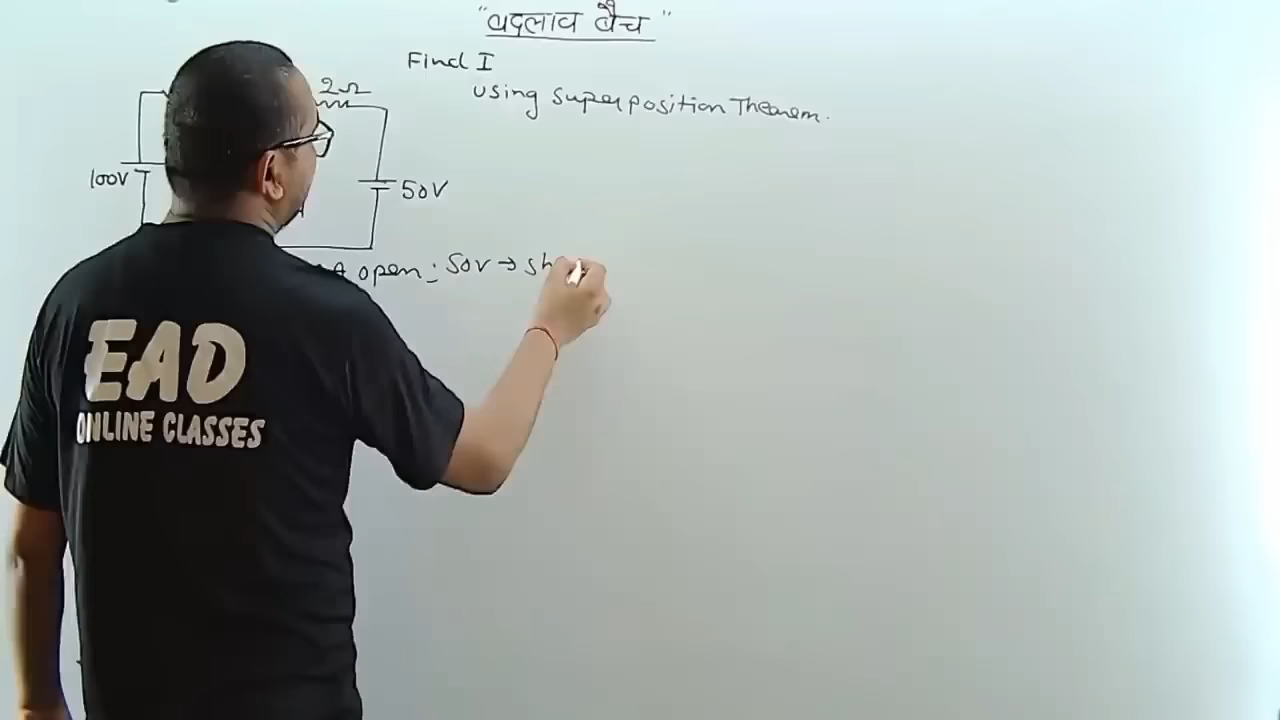 "बदलाव बैच"
Find I
using superposition Theorem.
2Ω
100V
50V
A open; 50V → sh
EAD
ONLINE CLASSES